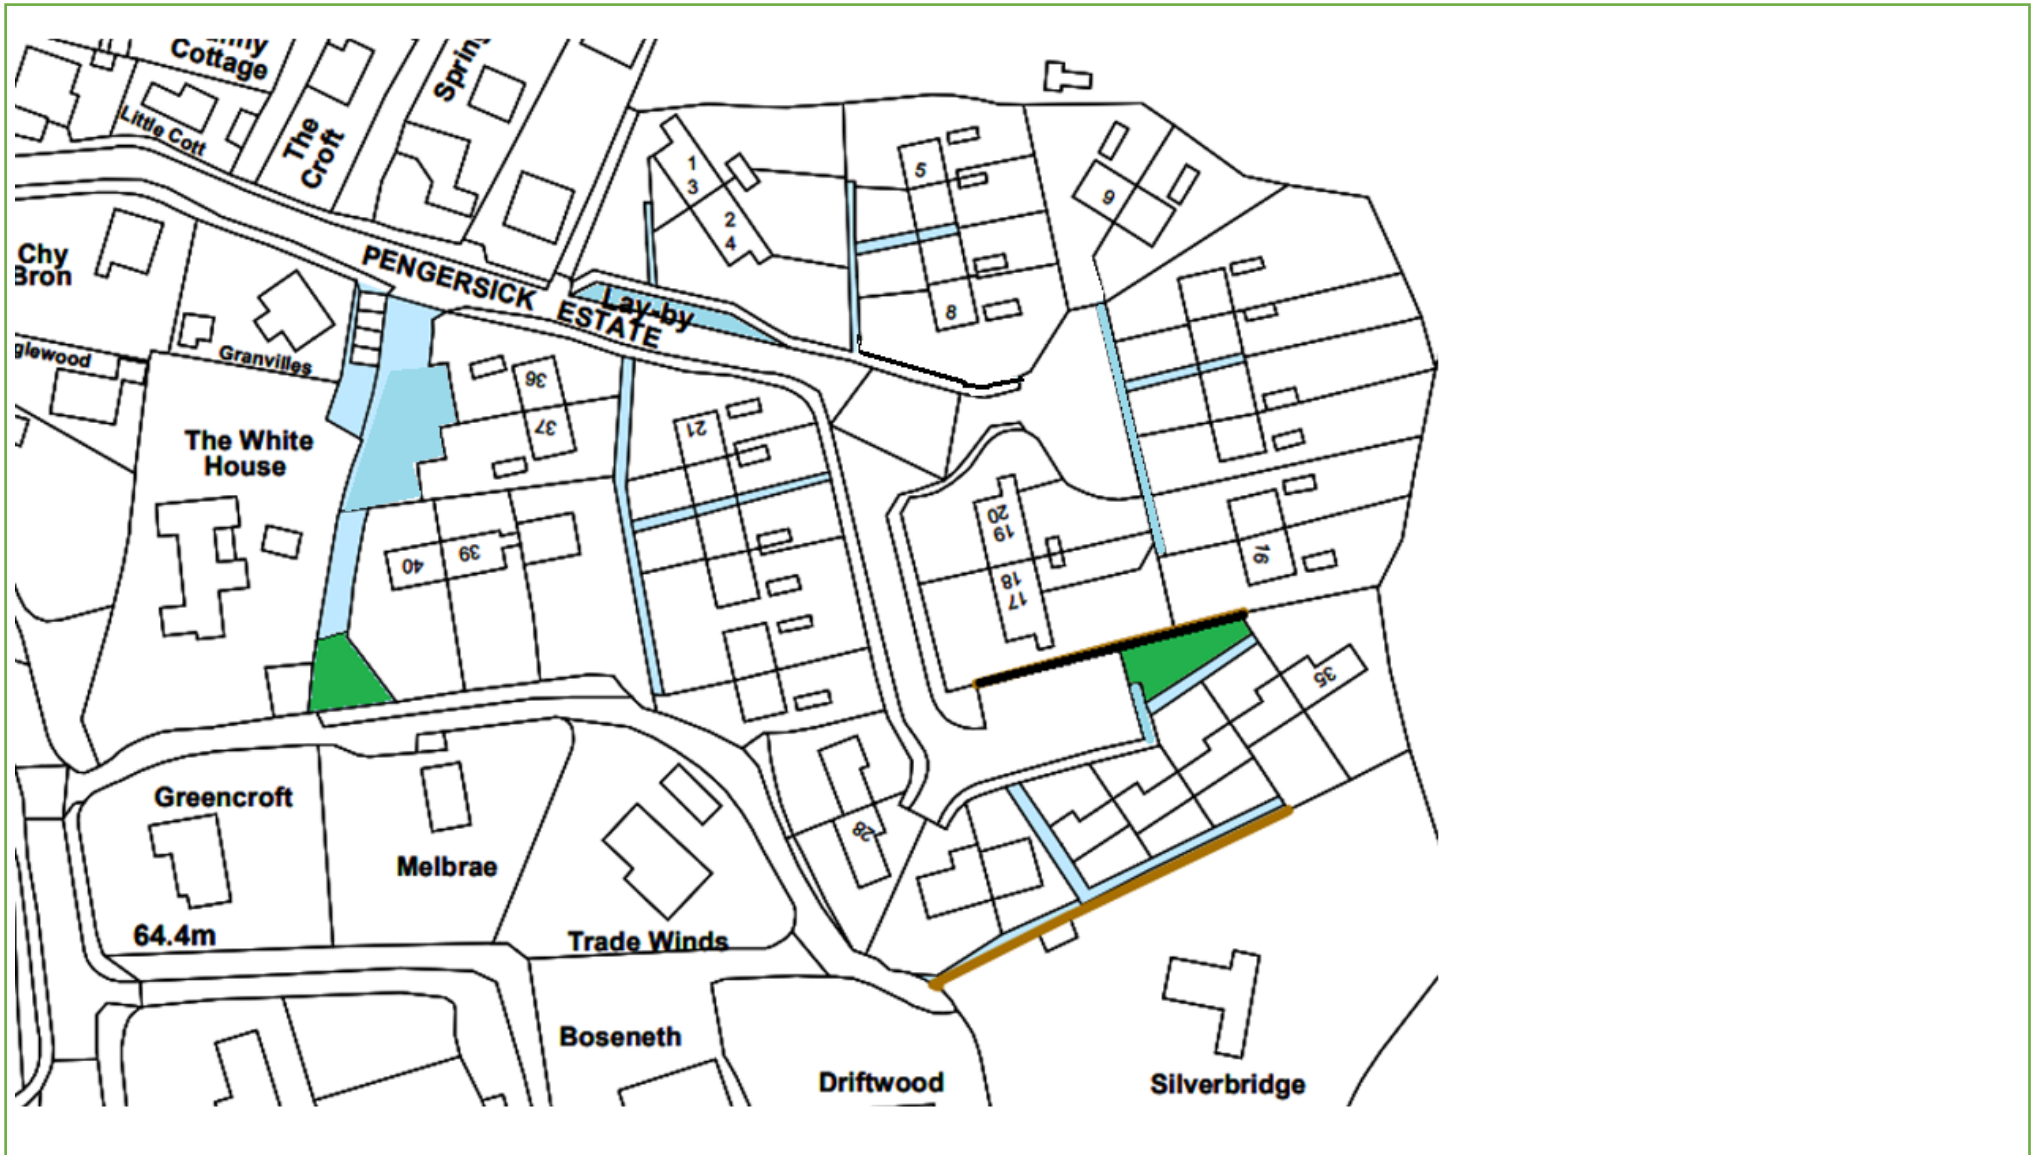 Cottage
Little Cott
The
Croft
1
3
2
4
5
8
9
Chy
Bron
PENGERSICK
ESTATE
Lay-by
Granvilles
36
37
21
The White
House
40
39
20
19
18
17
16
35
28
Greencroft
Melbrae
64.4m
Trade Winds
Boseneth
Driftwood
Silverbridge